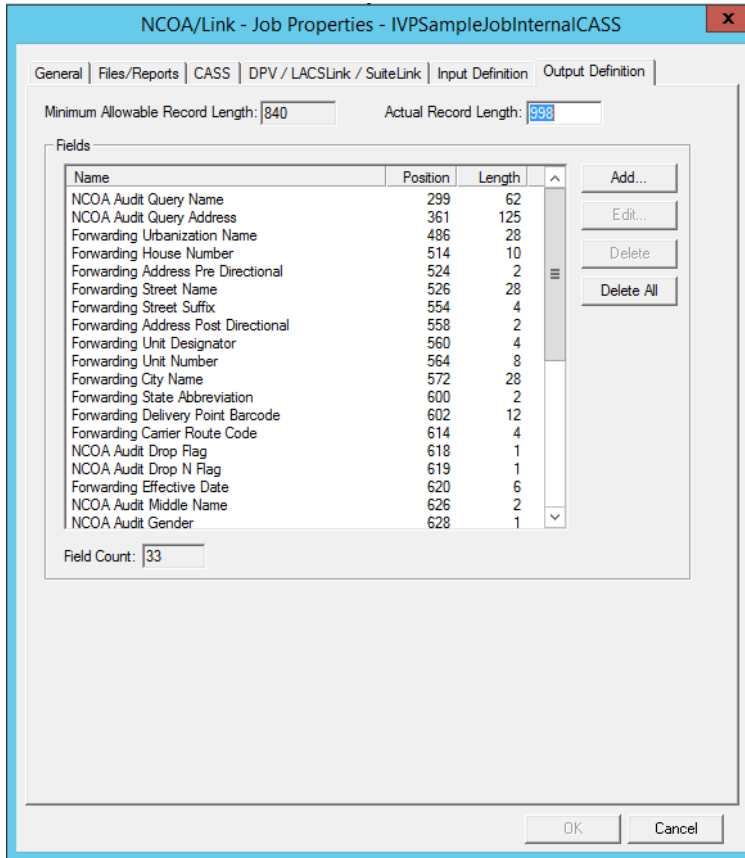 NCOA/Link - Job Properties - IVPSampleJobInternalCASS
x
General Files/Reports CASS DPV / LACSLink / SuiteLink Input Definition Output Definition
Minimum Allowable Record Length: 840 Actual Record Length: 998
Fields
Name Position Length
NCOA Audit Query Name 299 62
NCOA Audit Query Address 361 125
Forwarding Urbanization Name 486 28
Forwarding House Number 514 10
Forwarding Address Pre Directional 524 2
Forwarding Street Name 526 28
Forwarding Street Suffix 554 4
Forwarding Address Post Directional 558 2
Forwarding Unit Designator 560 4
Forwarding Unit Number 564 8
Forwarding City Name 572 28
Forwarding State Abbreviation 600 2
Forwarding Delivery Point Barcode 602 12
Forwarding Carrier Route Code 614 4
NCOA Audit Drop Flag 618 1
NCOA Audit Drop N Flag 619 1
Forwarding Effective Date 620 6
NCOA Audit Middle Name 626 2
NCOA Audit Gender 628 1
Add...
Edit...
Delete
Delete All
Field Count: 33
OK Cancel